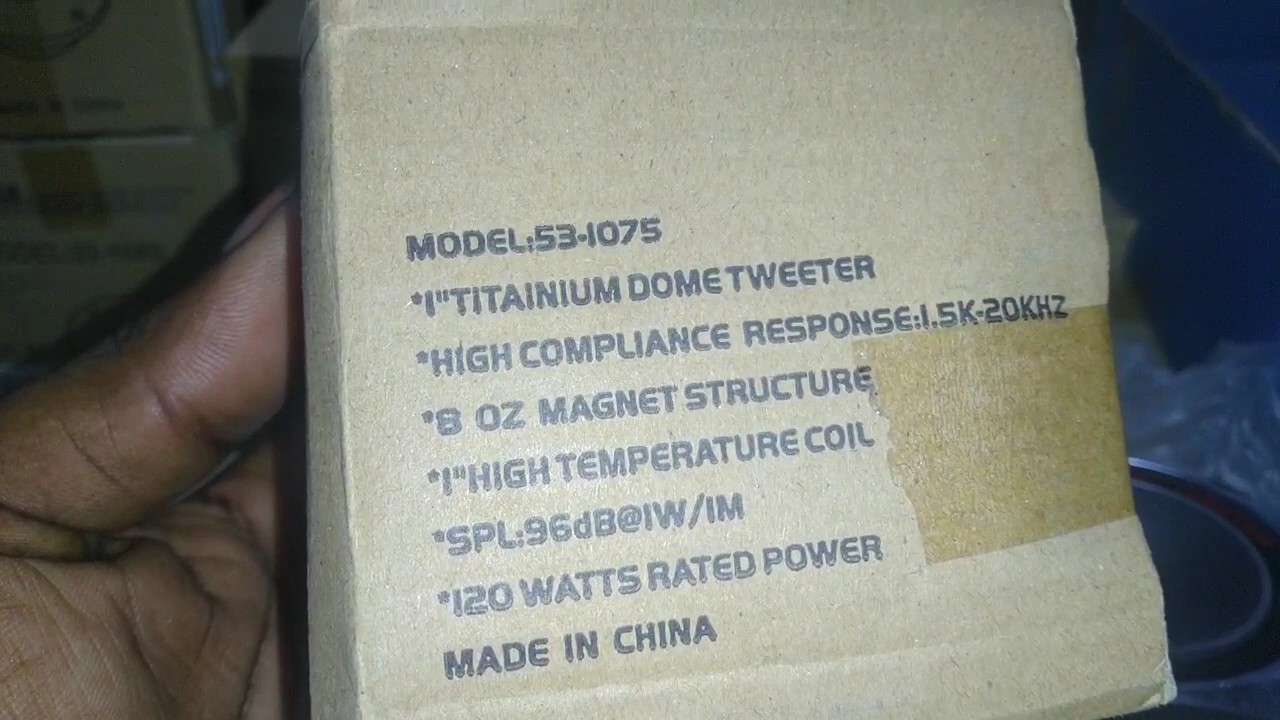 MODEL:53-1075
*1"TITAINIUM DOME TWEETER
*HIGH COMPLIANCE RESPONSE:1.5K-20KHZ
*8 OZ MAGNET STRUCTURE
*1"HIGH TEMPERATURE COIL
*SPL:96dB@1W/1M
*120 WATTS RATED POWER
MADE IN CHINA